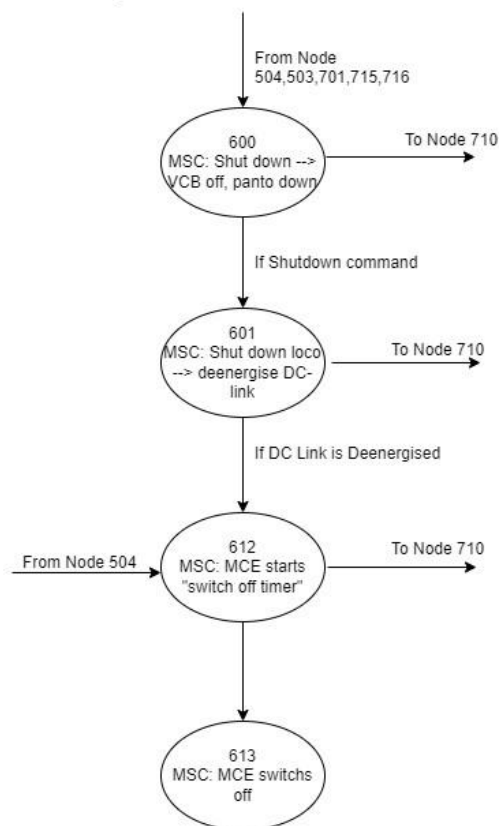 From Node
504,503,701,715,716
600
MSC: Shut down -->
VCB off, panto down
To Node 710
If Shutdown command
601
MSC: Shut down loco
--> deenergise DC-
link
To Node 710
If DC Link is Deenergised
From Node 504
612
MSC: MCE starts
"switch off timer"
To Node 710
613
MSC: MCE switchs
off